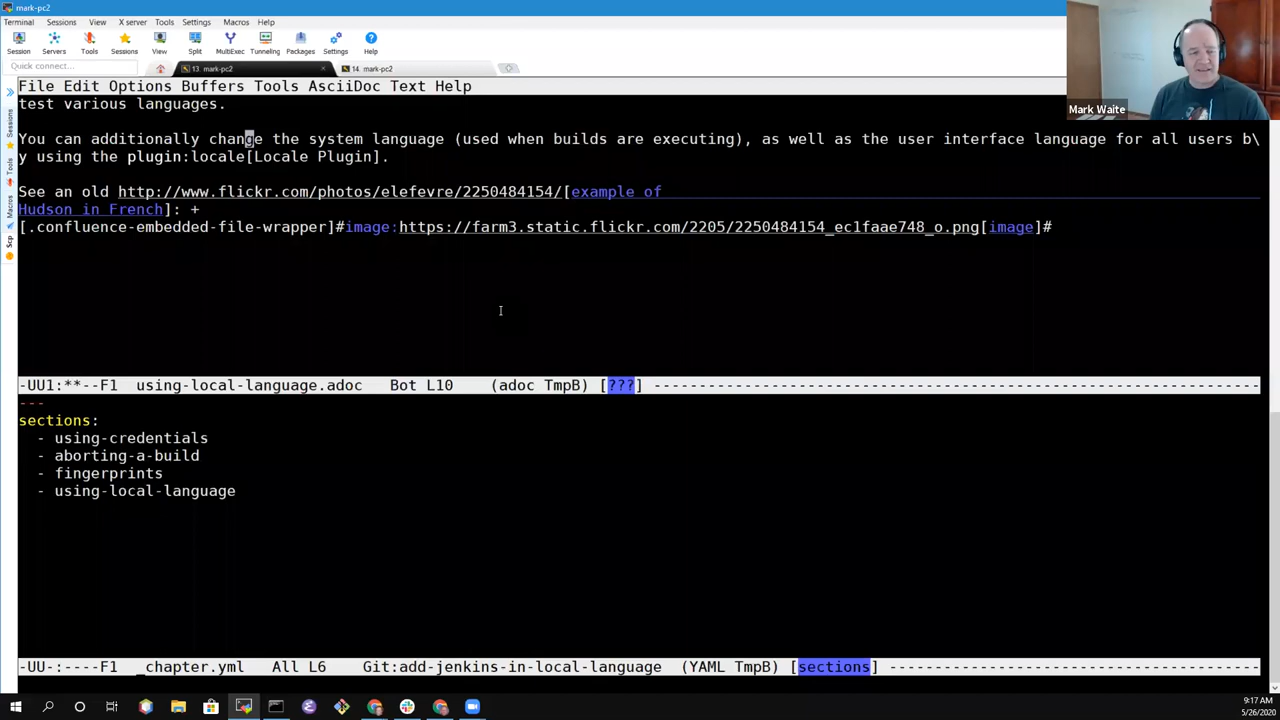 mark-pc2
Terminal Sessions View X server Tools Settings Macros Help
Session Servers Tools Sessions View Split MultiExec Tunneling Packages Settings Help
Quick connect...
13. mark-pc2
14. mark-pc2
Mark Waite
Sessions
Tools
Macros
Scp
File Edit Options Buffers Tools AsciiDoc Text Help
test various languages.
You can additionally change the system language (used when builds are executing), as well as the user interface language for all users b\
y using the plugin:locale[Locale Plugin].
See an old http://www.flickr.com/photos/elefevre/2250484154/[example of
Hudson in French]: +
[.confluence-embedded-file-wrapper]#image:https://farm3.static.flickr.com/2205/2250484154_ec1faae748_o.png[image]#
-UU1:**--F1 using-local-language.adoc Bot L10 (adoc TmpB) [???] --------------------------------------------------------------------
---
sections:
- using-credentials
- aborting-a-build
- fingerprints
- using-local-language
-UU-:----F1 _chapter.yml All L6 Git:add-jenkins-in-local-language (YAML TmpB) [sections] -----------------------------------------
9:17 AM
5/26/2020